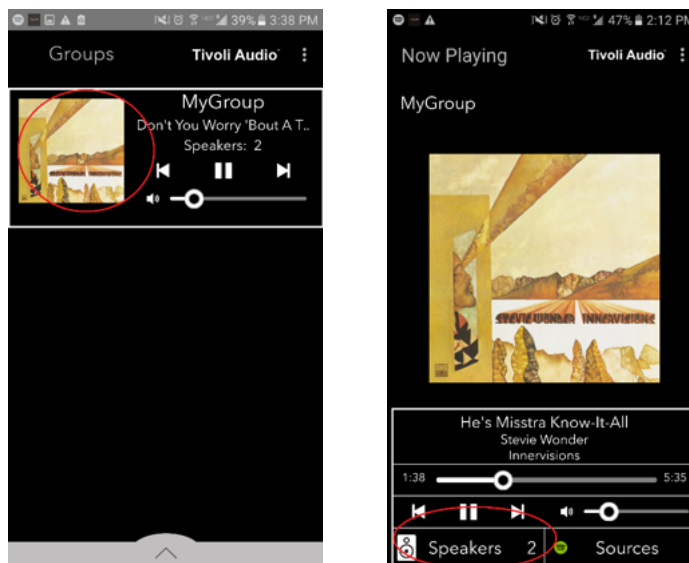 39% 3:38 PM
Groups Tivoli Audio
MyGroup
Don't You Worry 'Bout A T..
Speakers: 2
47% 2:12 PM
Now Playing Tivoli Audio
MyGroup
STEVIE WONDER INNERVISIONS
He's Misstra Know-It-All
Stevie Wonder
Innervisions
1:38 5:35
Speakers 2 Sources